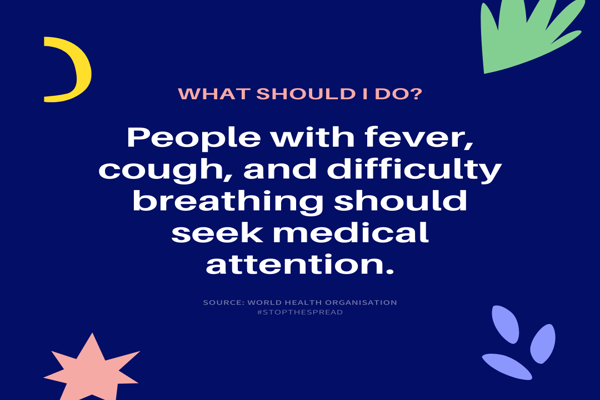 WHAT SHOULD I DO?
People with fever,
cough, and difficulty
breathing should
seek medical
attention.
SOURCE: WORLD HEALTH ORGANISATION
#STOPTHESPREAD